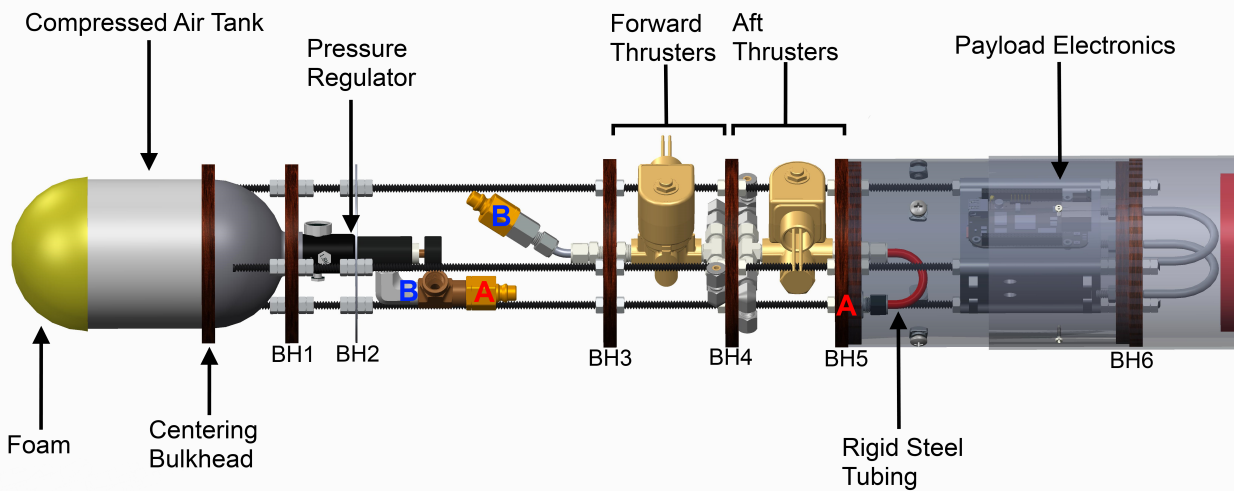 Compressed Air Tank
Pressure
Regulator
Forward
Thrusters
Aft
Thrusters
Payload Electronics
B
B
A
A
BH1
BH2
BH3
BH4
BH5
BH6
Foam
Centering
Bulkhead
Rigid Steel
Tubing